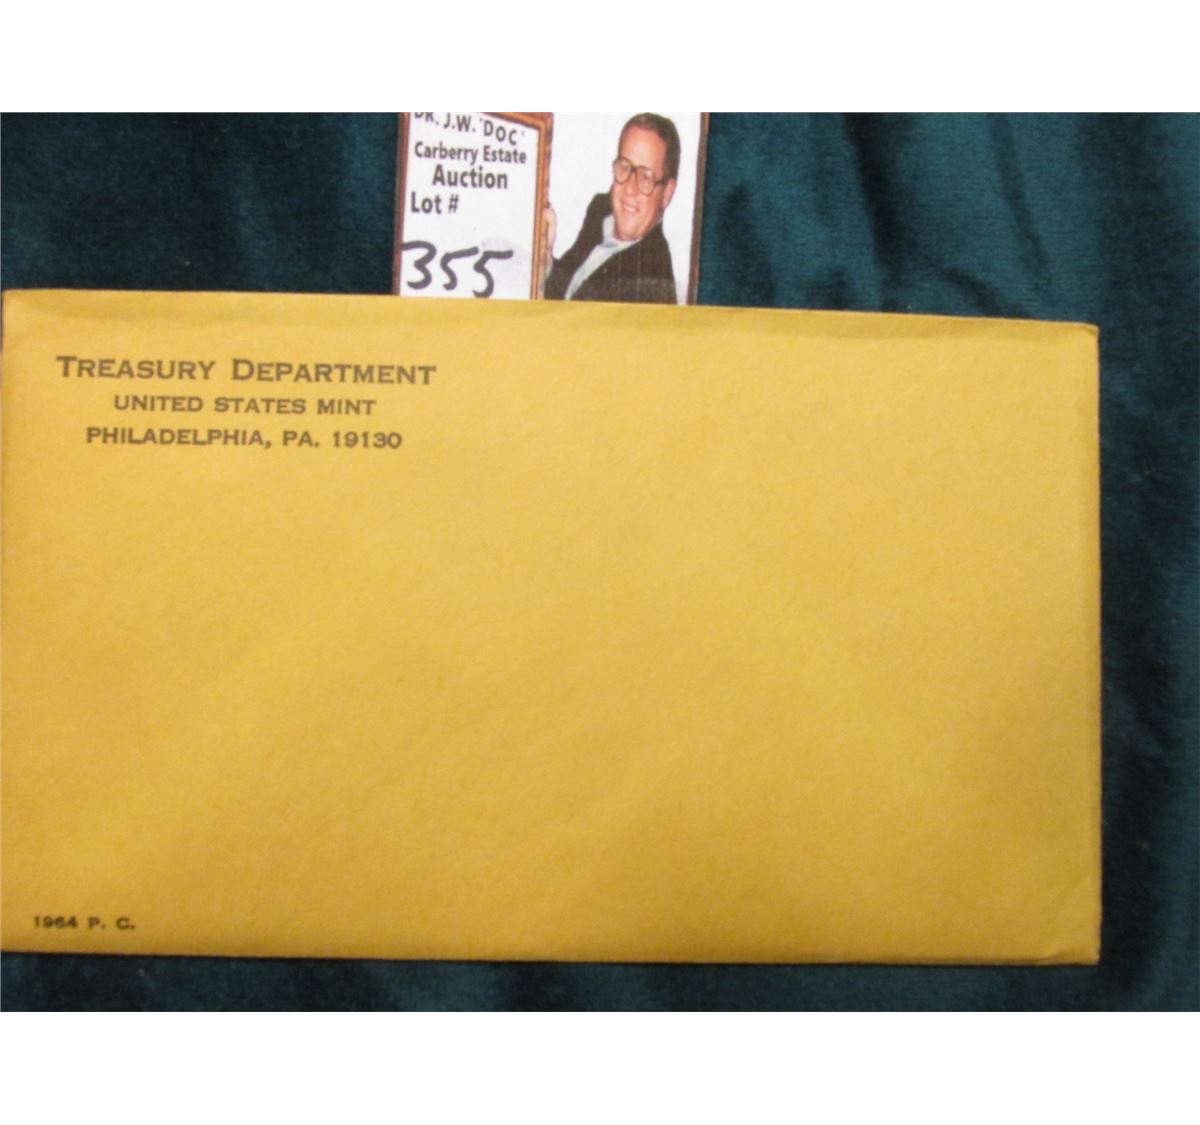 DR. J.W. 'DOC'
Carberry Estate
Auction
Lot #
355
TREASURY DEPARTMENT
UNITED STATES MINT
PHILADELPHIA, PA. 19130
1964 P. C.